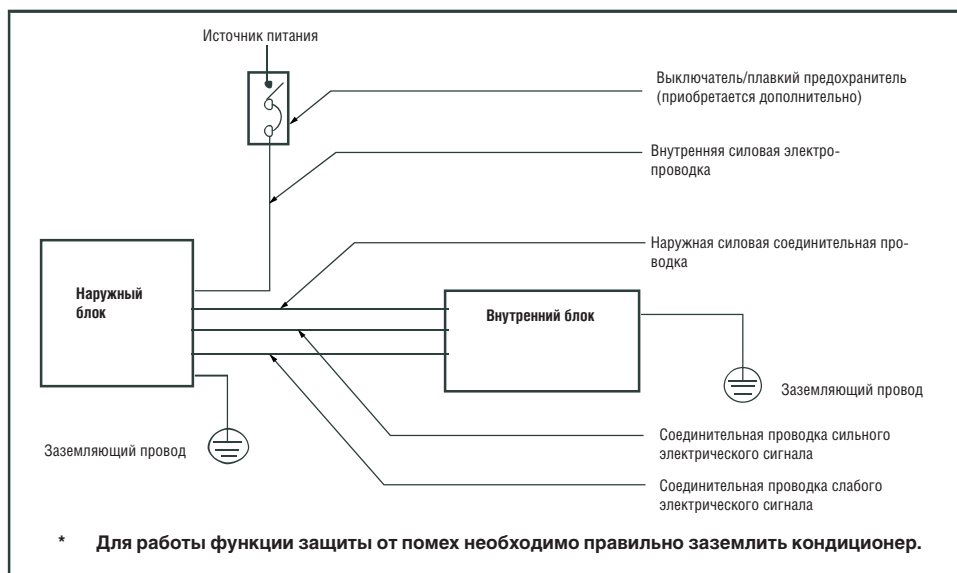 Источник питания
Выключатель/плавкий предохранитель
(приобретается дополнительно)
Внутренняя силовая электро-
проводка
Наружная силовая соединительная про-
водка
Наружный
блок
Внутренний блок
Заземляющий провод
Заземляющий провод
Соединительная проводка сильного
электрического сигнала
Соединительная проводка слабого
электрического сигнала
* Для работы функции защиты от помех необходимо правильно заземлить кондиционер.